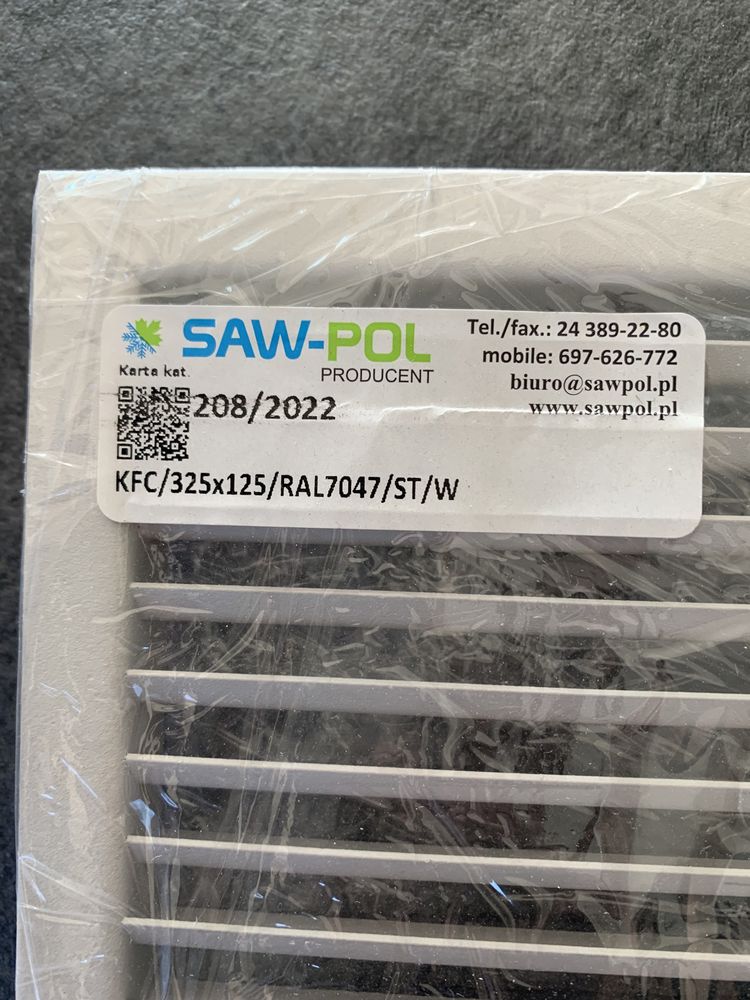 SAW-POL
PRODUCENT
Tel./fax.: 24 389-22-80
mobile: 697-626-772
biuro@sawpol.pl
www.sawpol.pl
Karta kat.
208/2022
KFC/325x125/RAL7047/ST/W